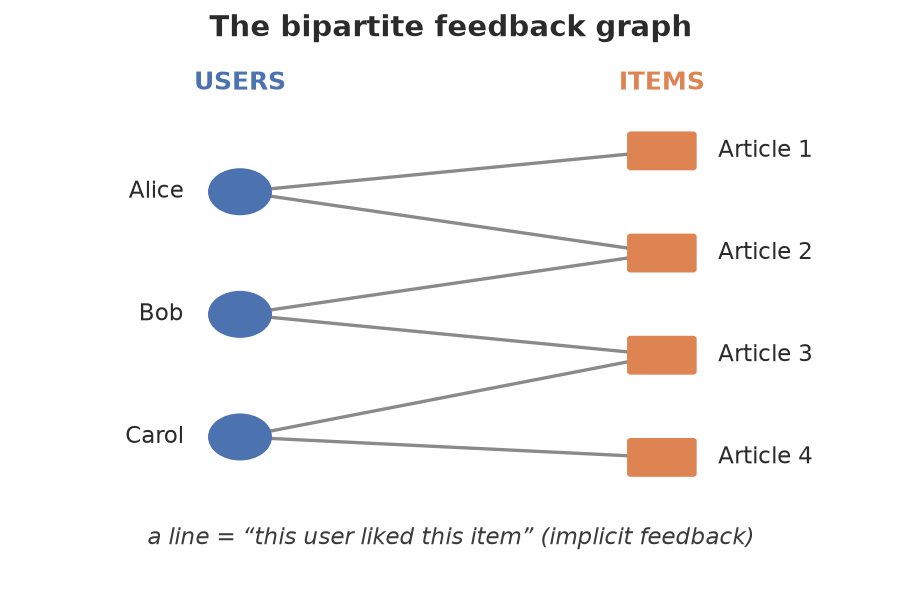 The bipartite feedback graph
USERS
ITEMS
Article 1
Alice
Article 2
Bob
Article 3
Carol
Article 4
a line = “this user liked this item” (implicit feedback)